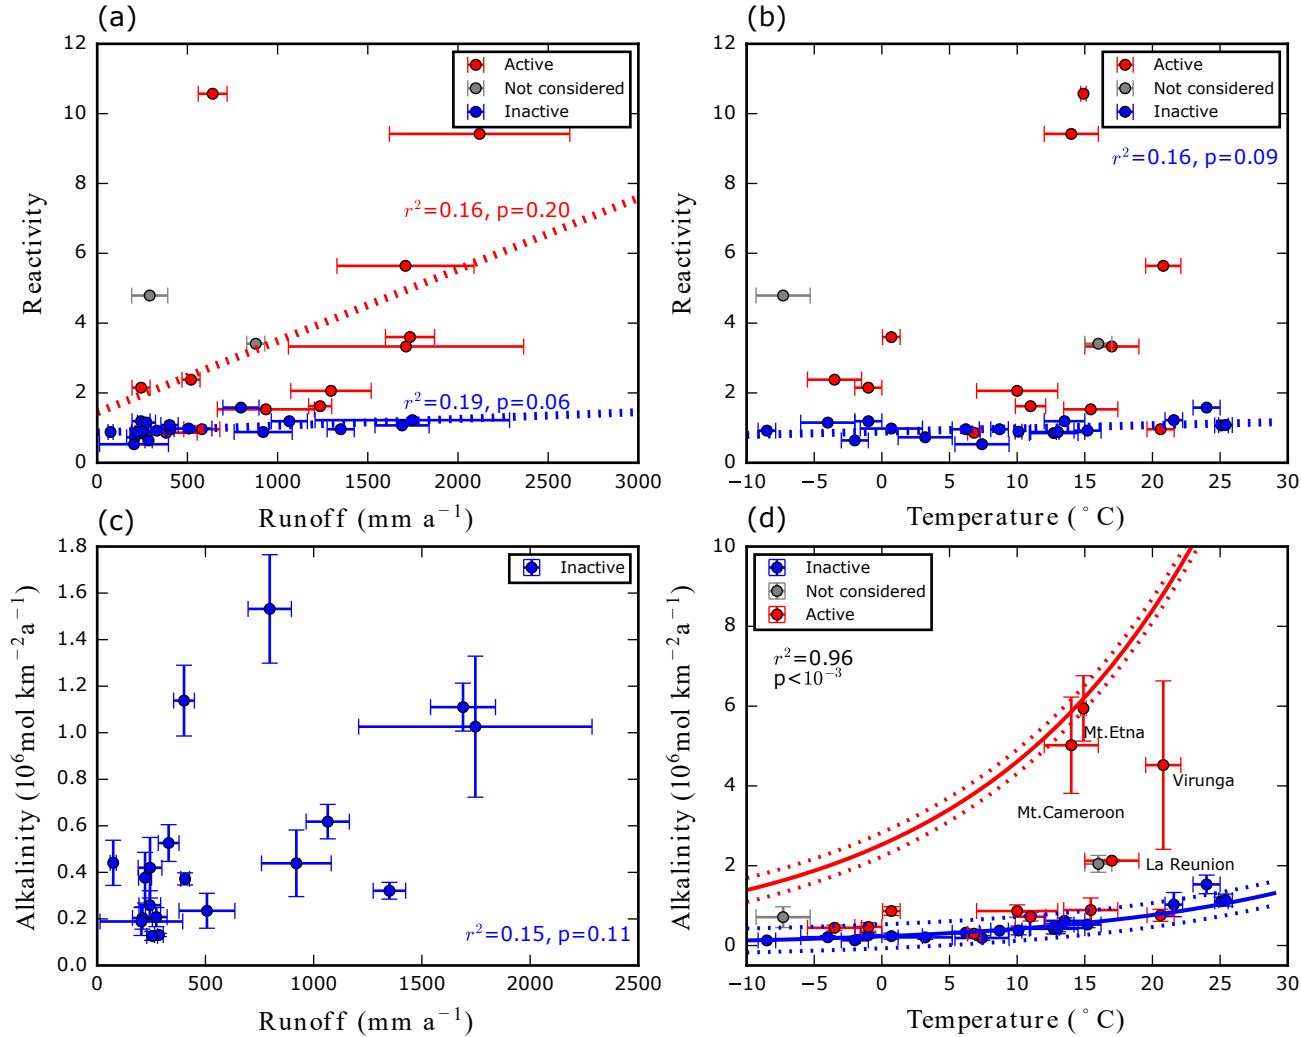 (a)
12
10
8
6
4
2
0
Reactivity
Active
Not considered
Inactive
r²=0.16, p=0.20
r²=0.19, p=0.06
0 500 1000 1500 2000 2500 3000
Runoff (mm a⁻¹)
(b)
12
10
8
6
4
2
0
Reactivity
Active
Not considered
Inactive
r²=0.16, p=0.09
−10 −5 0 5 10 15 20 25 30
Temperature (°C)
(c)
1.8
1.6
1.4
1.2
1.0
0.8
0.6
0.4
0.2
0.0
Alkalinity (10⁶mol km⁻²a⁻¹)
Inactive
r²=0.15, p=0.11
0 500 1000 1500 2000 2500
Runoff (mm a⁻¹)
(d)
10
8
6
4
2
0
Alkalinity (10⁶mol km⁻²a⁻¹)
Inactive
Not considered
Active
r²=0.96
p<10⁻³
Mt.Etna
Virunga
Mt.Cameroon
La Reunion
−10 −5 0 5 10 15 20 25 30
Temperature (°C)